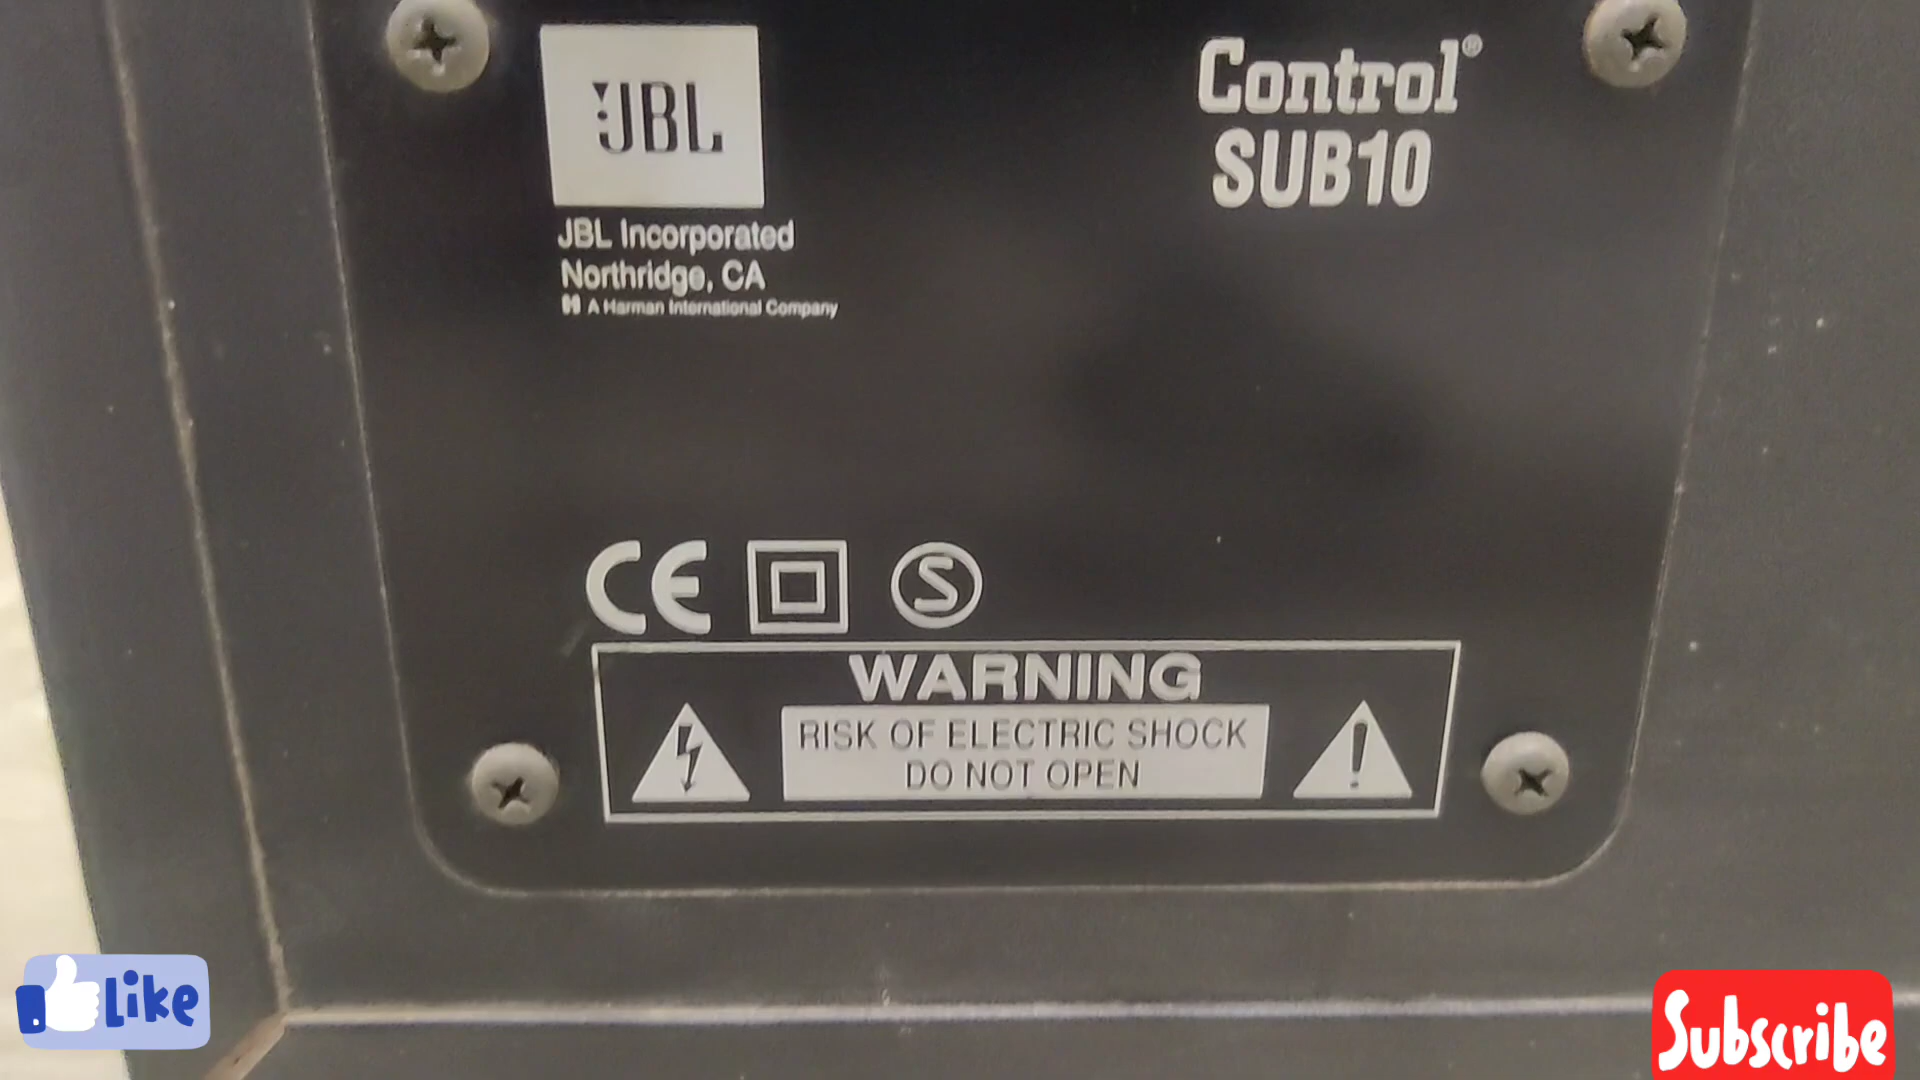 JBL
Control®
SUB10
JBL Incorporated
Northridge, CA
A Harman International Company
CE
S
WARNING
RISK OF ELECTRIC SHOCK
DO NOT OPEN
Like
Subscribe